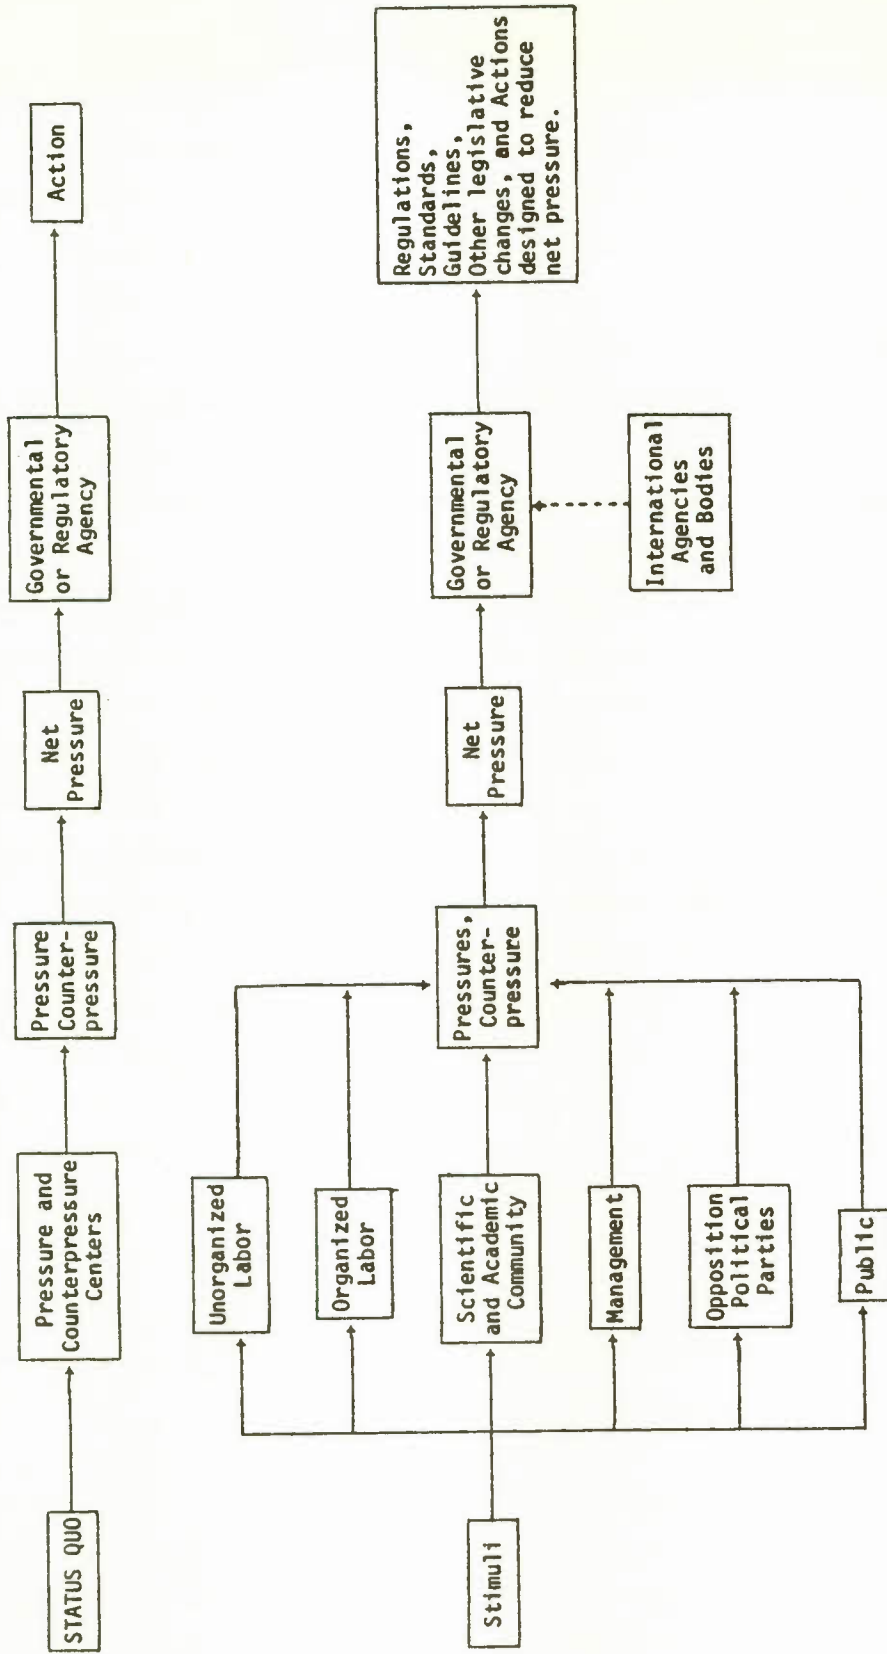 STATUS QUO
Pressure and
Counterpressure
Centers
Pressure
Counter-
pressure
Net
Pressure
Governmental
or Regulatory
Agency
Action
Stimuli
Unorganized
Labor
Organized
Labor
Scientific
and Academic
Community
Management
Opposition
Political
Parties
Public
Pressures,
Counter-
pressure
Net
Pressure
Governmental
or Regulatory
Agency
International
Agencies
and Bodies
Regulations,
Standards,
Guidelines,
Other legislative
changes, and Actions
designed to reduce
net pressure.